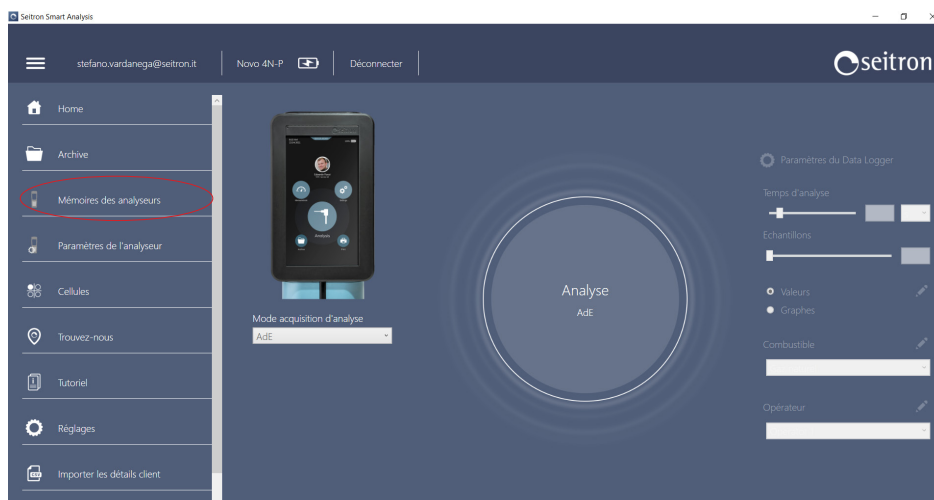 Seitron Smart Analysis
stefano.vardanega@seitron.it
Novo 4N-P
Déconnecter
seitron
Home
Archive
Mémoires des analyseurs
Paramètres de l'analyseur
Cellules
Trouvez-nous
Tutoriel
Réglages
Importer les détails client
Analysis
Mode acquisition d'analyse
AdE
Analyse
AdE
Paramètres du Data Logger
Temps d'analyse
Echantillons
Valeurs
Graphes
Combustible
Opérateur